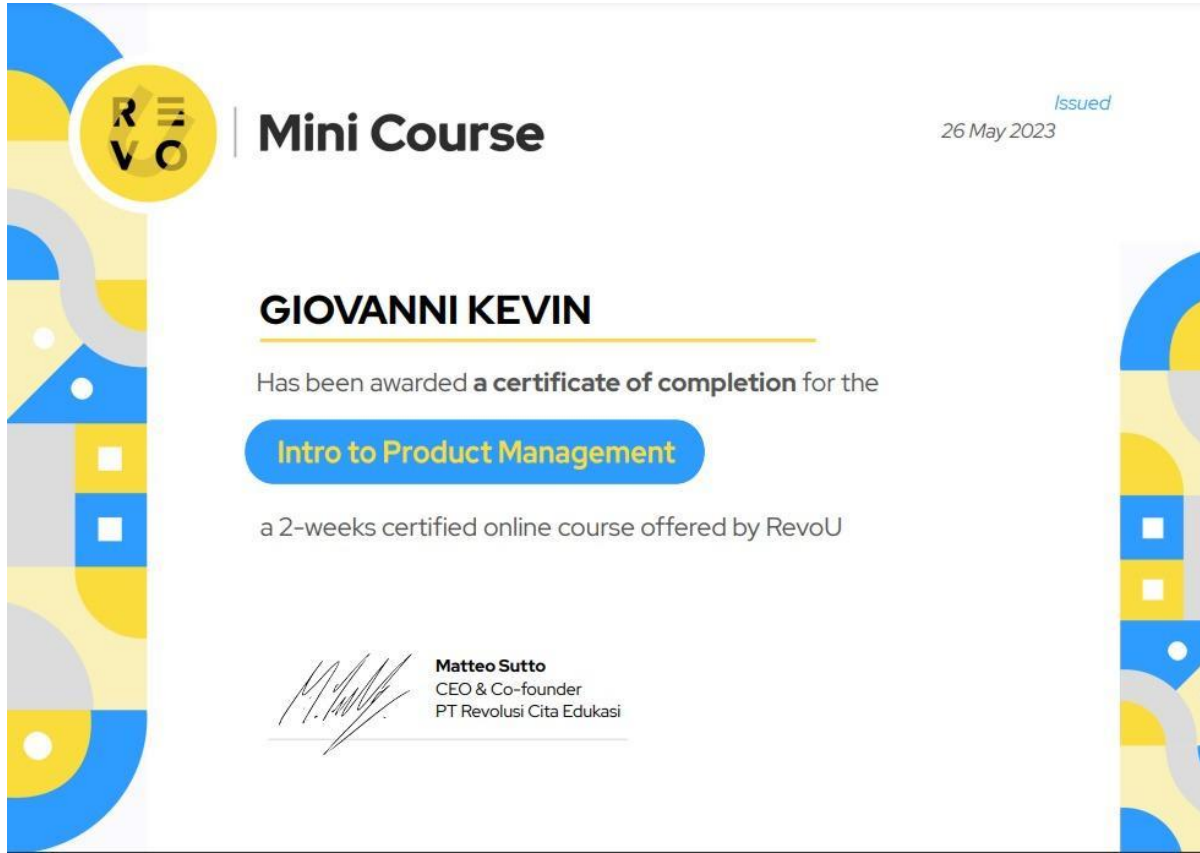 REVO
Mini Course
Issued
26 May 2023
GIOVANNI KEVIN
Has been awarded a certificate of completion for the
Intro to Product Management
a 2-weeks certified online course offered by RevoU
Matteo Sutto
CEO & Co-founder
PT Revolusi Cita Edukasi